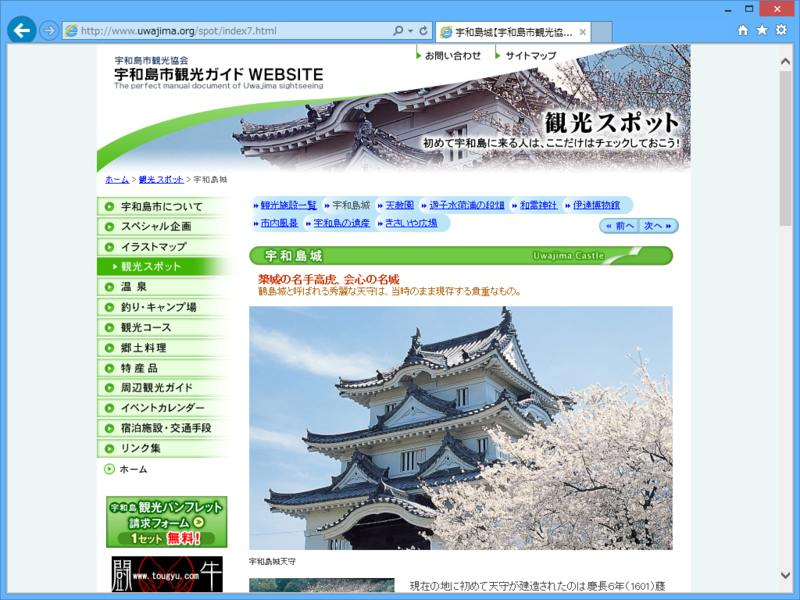 http://www.uwajima.org/spot/index7.html
宇和島城【宇和島市観光協...
お問い合わせ
サイトマップ
宇和島市観光協会
宇和島市観光ガイド WEBSITE
The perfect manual document of Uwajima sightseeing
観光スポット
初めて宇和島に来る人は、ここだけはチェックしておこう!
ホーム > 観光スポット > 宇和島城
宇和島市について
スペシャル企画
イラストマップ
観光スポット
温 泉
釣り・キャンプ場
観光コース
郷土料理
特産品
周辺観光ガイド
イベントカレンダー
宿泊施設・交通手段
リンク集
ホーム
宇和島 観光パンフレット
請求フォーム
1セット 無料!
闘 www.tougyu.com 牛
観光施設一覧 宇和島城 天赦園 遊子水荷浦の段畑 和霊神社 伊達博物館
市内風景 宇和島の遺産 きさいや広場
« 前へ 次へ »
宇和島城 Uwajima Castle
築城の名手高虎、会心の名城
鶴島城と呼ばれる秀麗な天守は、当時のまま現存する貴重なもの。
宇和島城天守
現在の地に初めて天守が建造されたのは慶長6年（1601）藤